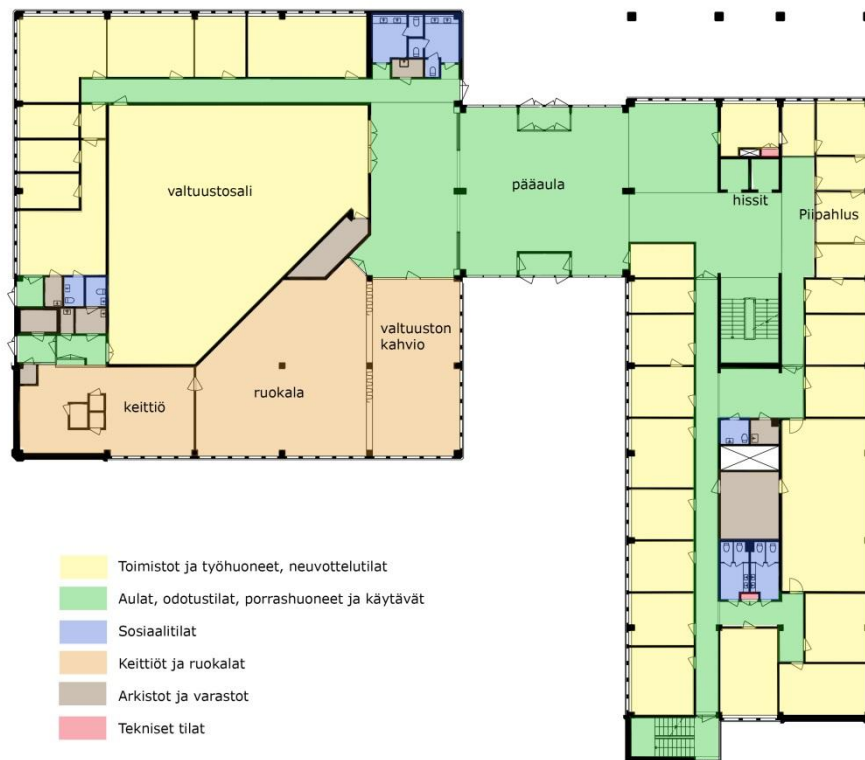 valtuustosali
pääaula
hissit
Piipahlus
valtuuston
kahvio
ruokala
keittiö
Toimistot ja työhuoneet, neuvottelutilat
Aulat, odotustilat, porrashuoneet ja käytävät
Sosiaalitilat
Keittiöt ja ruokalat
Arkistot ja varastot
Tekniset tilat